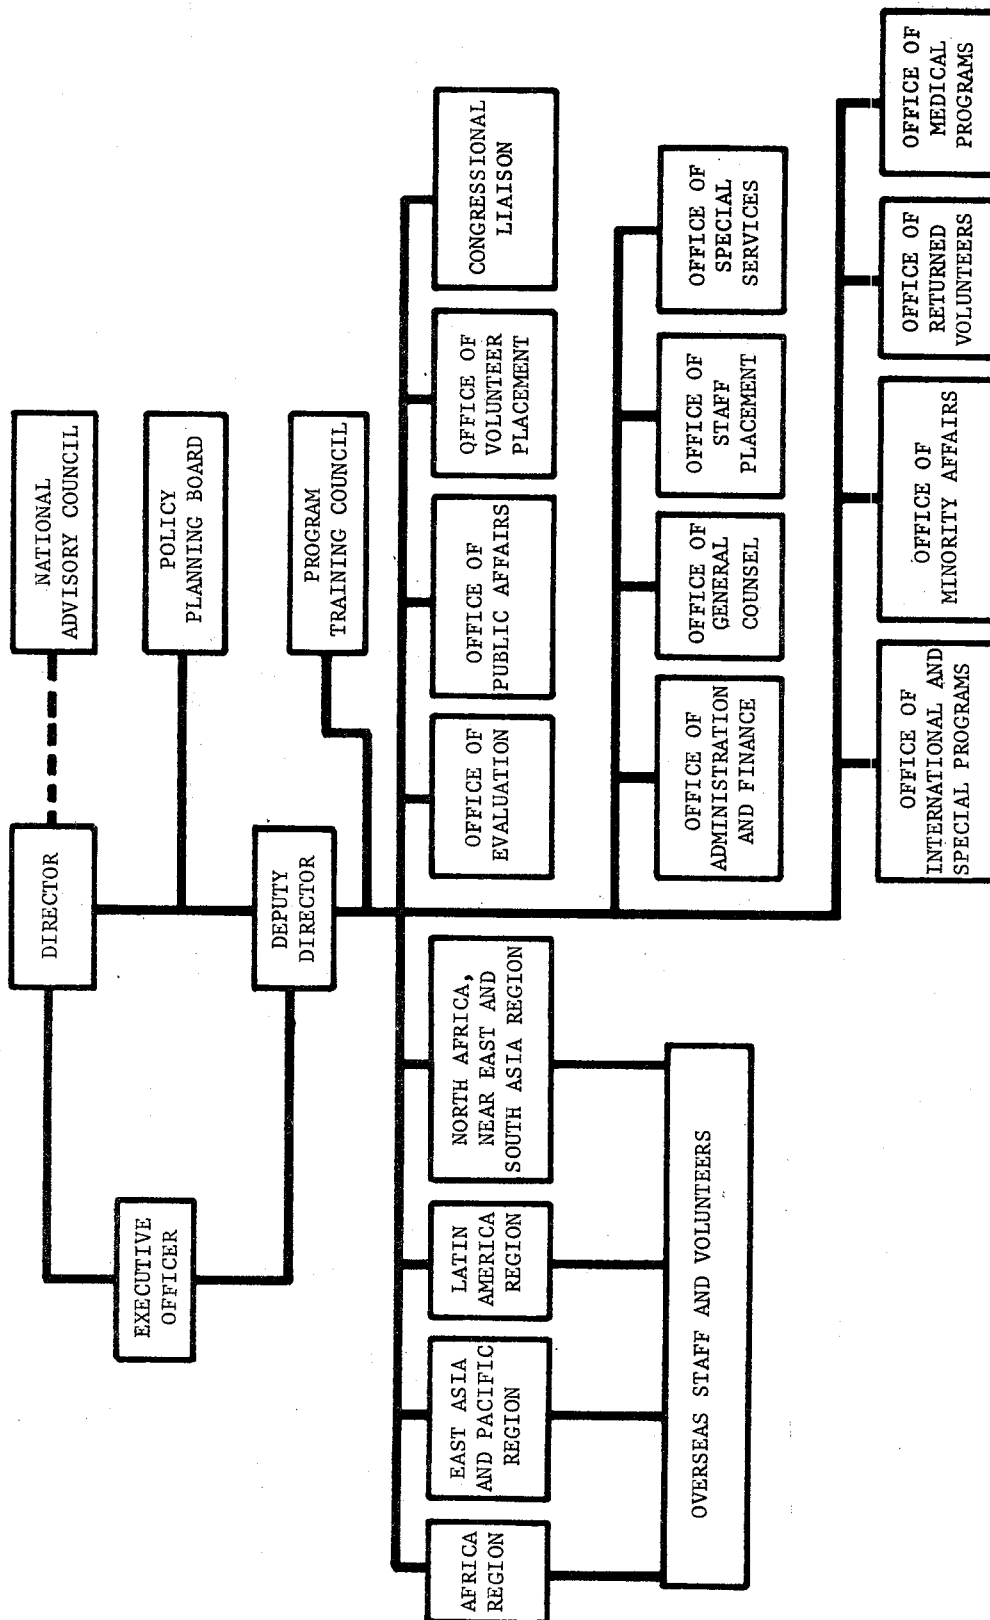 DIRECTOR
NATIONAL
ADVISORY COUNCIL
EXECUTIVE
OFFICER
POLICY
PLANNING BOARD
DEPUTY
DIRECTOR
PROGRAM
TRAINING COUNCIL
AFRICA
REGION
EAST ASIA
AND PACIFIC
REGION
LATIN
AMERICA
REGION
NORTH AFRICA,
NEAR EAST AND
SOUTH ASIA REGION
OFFICE OF
EVALUATION
OFFICE OF
PUBLIC AFFAIRS
OFFICE OF
VOLUNTEER
PLACEMENT
CONGRESSIONAL
LIAISON
OVERSEAS STAFF AND VOLUNTEERS
OFFICE OF
ADMINISTRATION
AND FINANCE
OFFICE OF
GENERAL
COUNSEL
OFFICE OF
STAFF
PLACEMENT
OFFICE OF
SPECIAL
SERVICES
OFFICE OF
INTERNATIONAL AND
SPECIAL PROGRAMS
OFFICE OF
MINORITY AFFAIRS
OFFICE OF
RETURNED
VOLUNTEERS
OFFICE OF
MEDICAL
PROGRAMS